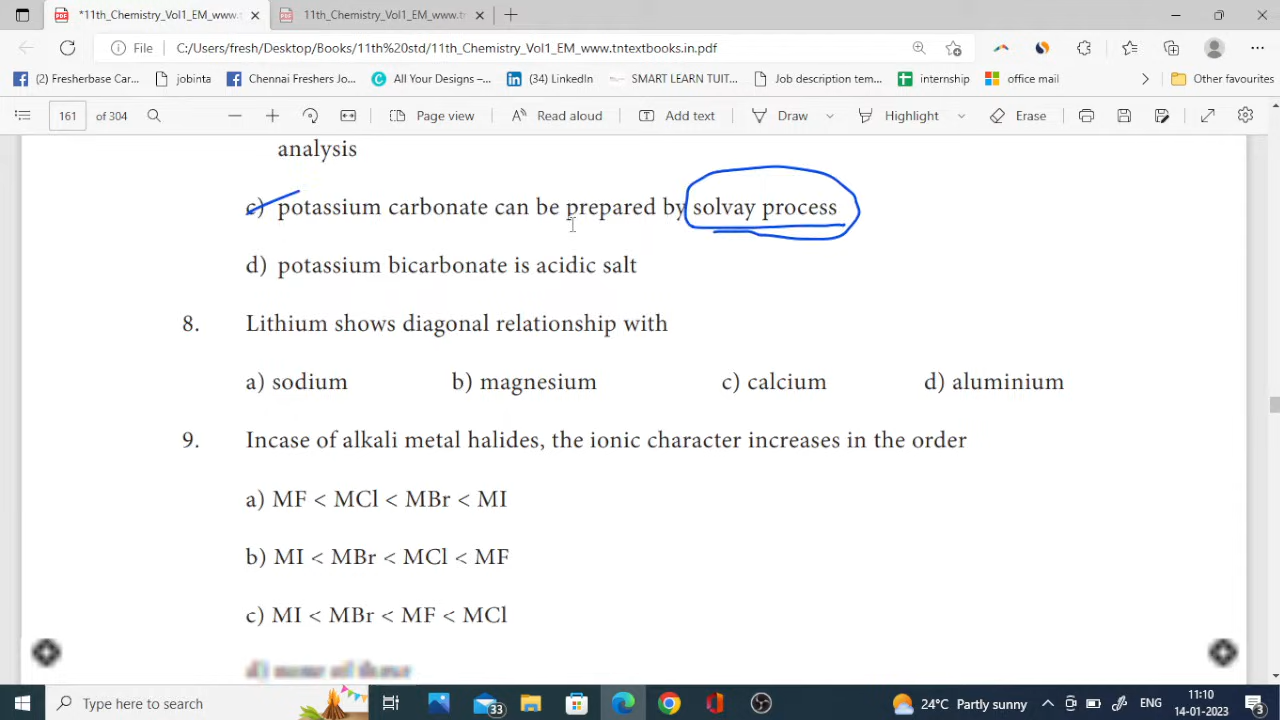 *11th_Chemistry_Vol1_EM_www.
11th_Chemistry_Vol1_EM_www.tr
File C:/Users/fresh/Desktop/Books/11th%20std/11th_Chemistry_Vol1_EM_www.tntextbooks.in.pdf
(2) Fresherbase Car... jobinta Chennai Freshers Jo... All Your Designs –... (34) LinkedIn SMART LEARN TUIT... Job description tem... internship office mail Other favourites
161 of 304 Page view Read aloud Add text Draw Highlight Erase
analysis
c) potassium carbonate can be prepared by solvay process
d) potassium bicarbonate is acidic salt
8. Lithium shows diagonal relationship with
a) sodium b) magnesium c) calcium d) aluminium
9. Incase of alkali metal halides, the ionic character increases in the order
a) MF < MCl < MBr < MI
b) MI < MBr < MCl < MF
c) MI < MBr < MF < MCl
d) none of these
Type here to search 33 24°C Partly sunny ENG 11:10
14-01-2023 3